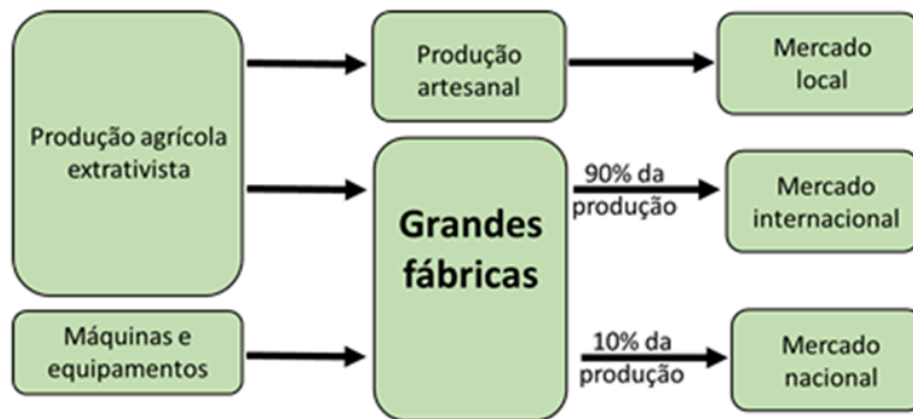 Produção agrícola
extrativista
Máquinas e
equipamentos
Produção
artesanal
Grandes
fábricas
90% da
produção
10% da
produção
Mercado
local
Mercado
internacional
Mercado
nacional